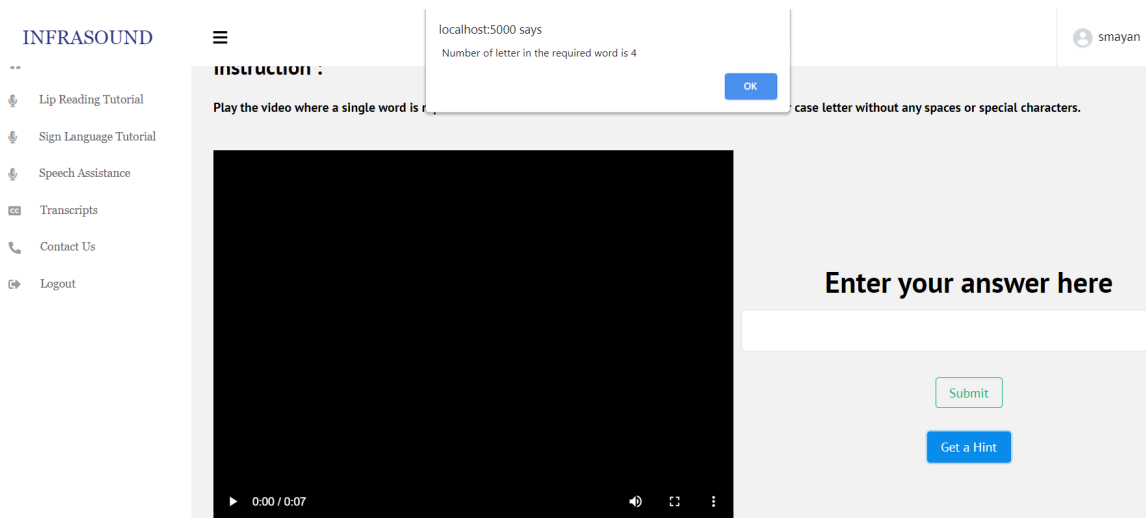 INFRASOUND
localhost:5000 says
Number of letter in the required word is 4
OK
smayan
Instruction :
Play the video where a single word is
case letter without any spaces or special characters.
Lip Reading Tutorial
Sign Language Tutorial
Speech Assistance
CC Transcripts
Contact Us
Logout
0:00 / 0:07
Enter your answer here
Submit
Get a Hint